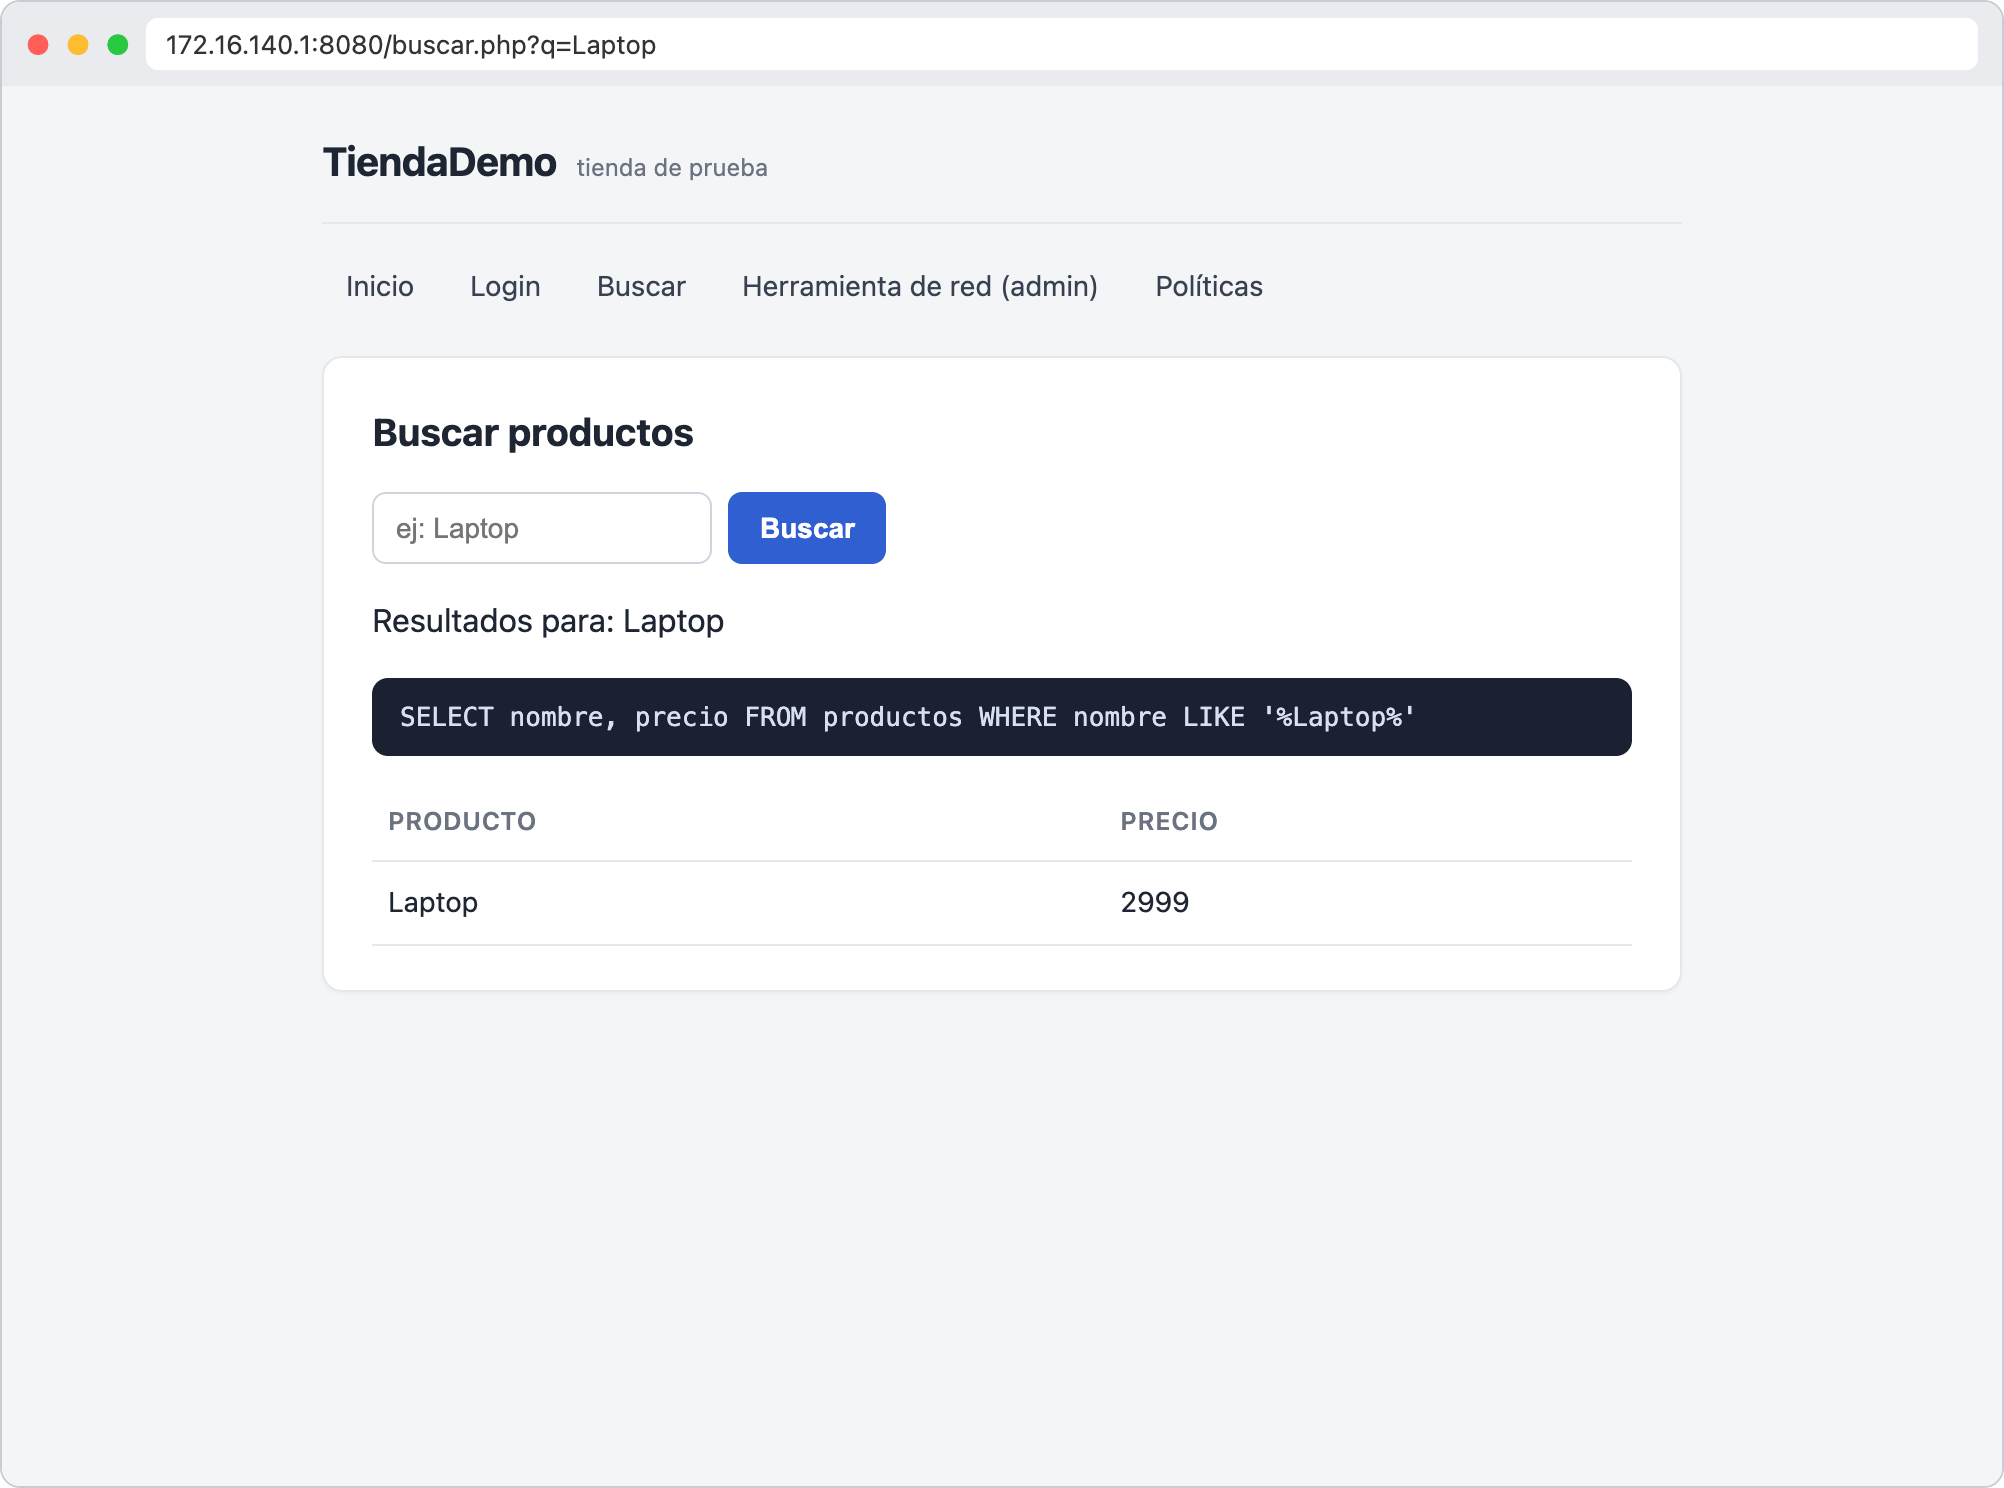 172.16.140.1:8080/buscar.php?q=Laptop
TiendaDemo tienda de prueba
Inicio Login Buscar Herramienta de red (admin) Políticas
Buscar productos
ej: Laptop Buscar
Resultados para: Laptop
SELECT nombre, precio FROM productos WHERE nombre LIKE '%Laptop%'
PRODUCTO PRECIO
Laptop 2999